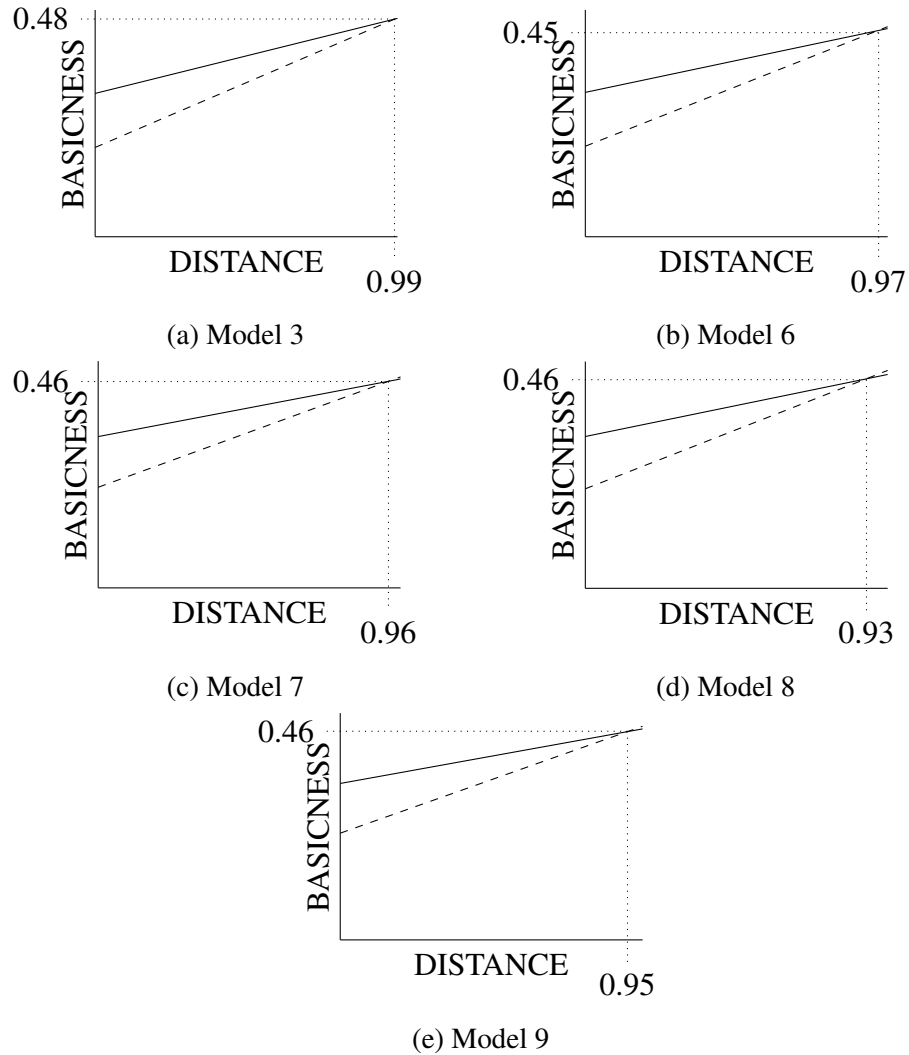 0.48
BASICNESS
DISTANCE
0.99
(a) Model 3
0.45
BASICNESS
DISTANCE
0.97
(b) Model 6
0.46
BASICNESS
DISTANCE
0.96
(c) Model 7
0.46
BASICNESS
DISTANCE
0.93
(d) Model 8
0.46
BASICNESS
DISTANCE
0.95
(e) Model 9